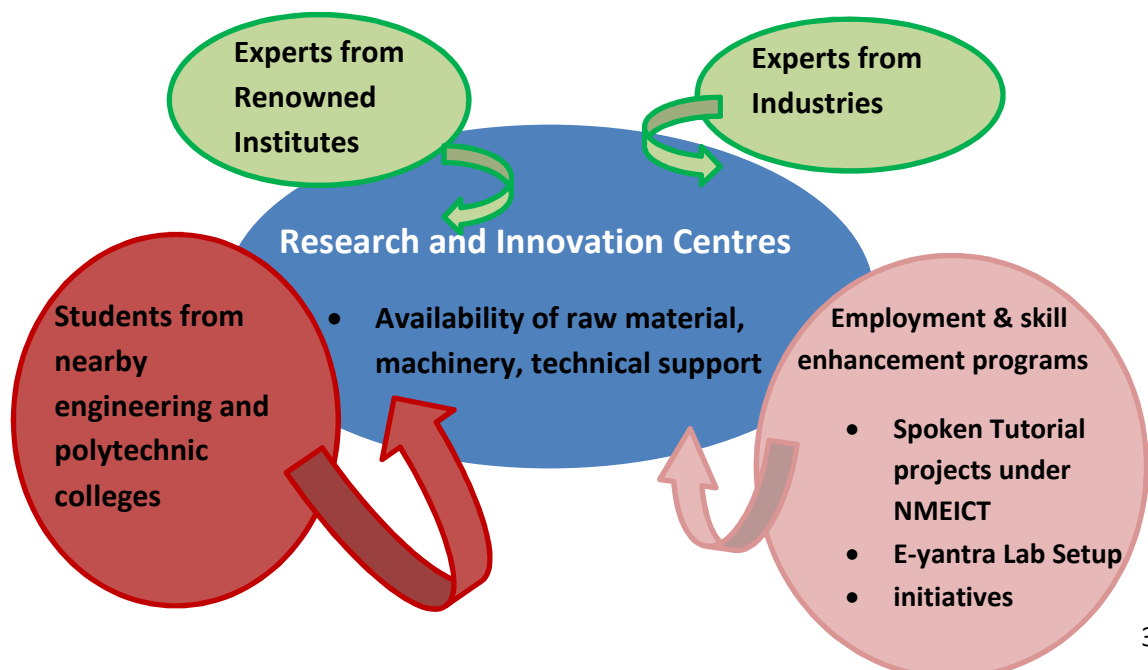 Experts from
Renowned
Institutes
Experts from
Industries
Research and Innovation Centres
• Availability of raw material,
machinery, technical support
Students from
nearby
engineering and
polytechnic
colleges
Employment & skill
enhancement programs
• Spoken Tutorial
projects under
NMEICT
• E-yantra Lab Setup
• initiatives
3